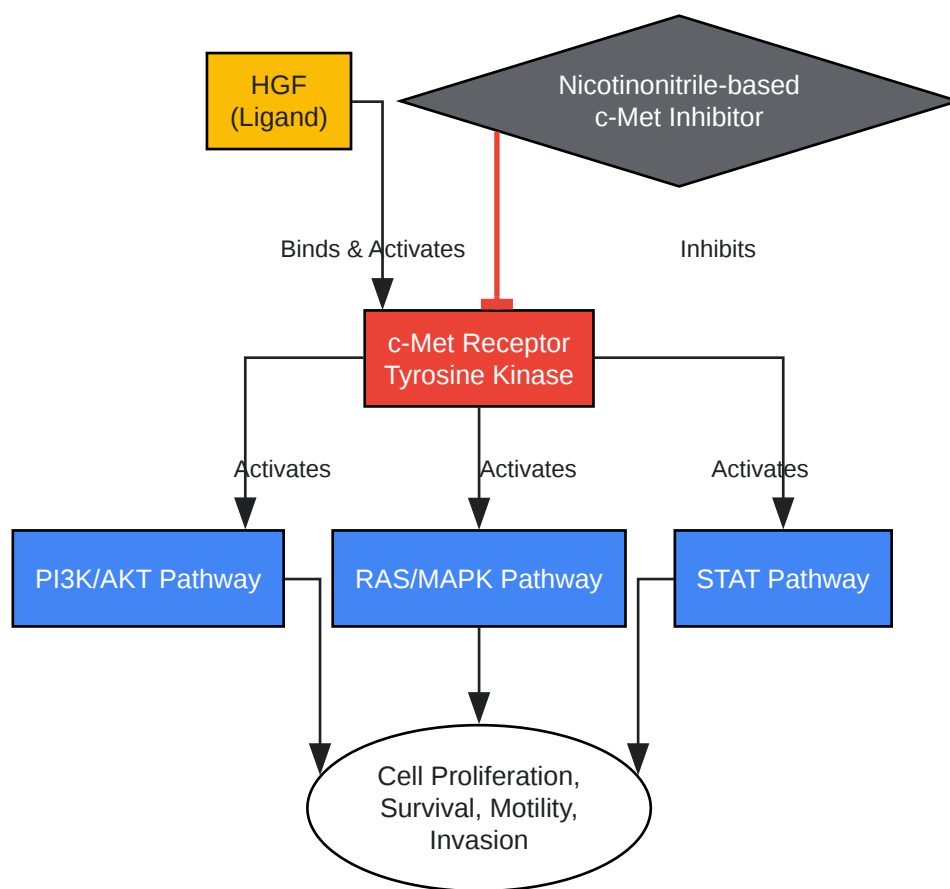 HGF
(Ligand)
Nicotinonitrile-based
c-Met Inhibitor
Binds & Activates
Inhibits
c-Met Receptor
Tyrosine Kinase
Activates
Activates
Activates
PI3K/AKT Pathway
RAS/MAPK Pathway
STAT Pathway
Cell Proliferation,
Survival, Motility,
Invasion